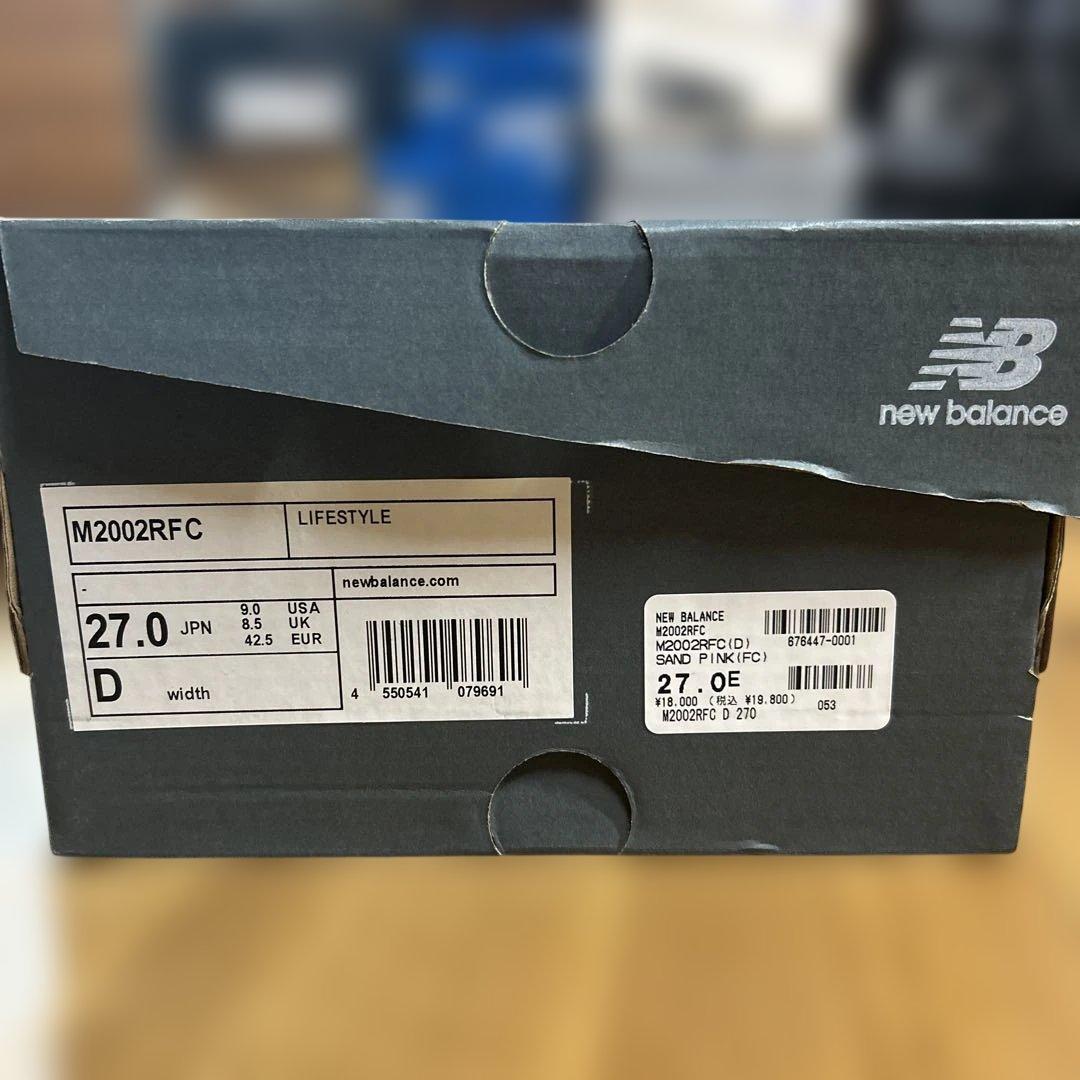 new balance
M2002RFC
LIFESTYLE
-
newbalance.com
27.0 JPN
9.0 USA
8.5 UK
42.5 EUR
D width
4 550541 079691
NEW BALANCE
M2002RFC
M2002RFC(D) 676447-0001
SAND PINK(FC)
27.0E
¥18.000 (税込 ¥19.800) 053
M2002RFC D 270